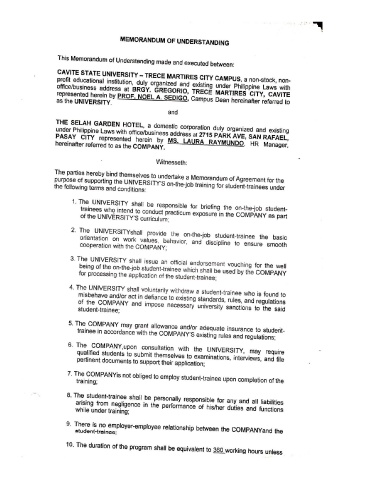 MEMORANDUM OF UNDERSTANDING
This Memorandum of Understanding made and executed between:
CAVITE STATE UNIVERSITY – TRECE MARTIRES CITY CAMPUS, a non-stock, non-
profit educational institution, duly organized and existing under Philippine Laws with
office/business address at BRGY. GREGORIO, TRECE MARTIRES CITY, CAVITE
represented herein by PROF. NOEL A. SEDIGO, Campus Dean hereinafter referred to
as the UNIVERSITY.
and
THE SELAH GARDEN HOTEL, a domestic corporation duly organized and existing
under Philippine Laws with office/business address at 2715 PARK AVE, SAN RAFAEL,
PASAY CITY represented herein by MS. LAURA RAYMUNDO, HR Manager,
hereinafter referred to as the COMPANY.
Witnesseth:
The parties hereby bind themselves to undertake a Memorandum of Agreement for the
purpose of supporting the UNIVERSITY'S on-the-job training for student-trainees under
the following terms and conditions:
1. The UNIVERSITY shall be responsible for briefing the on-the-job student-
trainees who intend to conduct practicum exposure in the COMPANY as part
of the UNIVERSITY'S curriculum;
2. The UNIVERSITYshall provide the on-the-job student-trainee the basic
orientation on work values, behavior, and discipline to ensure smooth
cooperation with the COMPANY;
3. The UNIVERSITY shall issue an official endorsement vouching for the well
being of the on-the-job student-trainee which shall be used by the COMPANY
for processing the application of the student-trainee;
4. The UNIVERSITY shall voluntarily withdraw a student-trainee who is found to
misbehave and/or act in defiance to existing standards, rules, and regulations
of the COMPANY and impose necessary university sanctions to the said
student-trainee;
5. The COMPANY may grant allowance and/or adequate insurance to student-
trainee in accordance with the COMPANY'S existing rules and regulations;
6. The COMPANY,upon consultation with the UNIVERSITY, may require
qualified students to submit themselves to examinations, interviews, and file
pertinent documents to support their application;
7. The COMPANYis not obliged to employ student-trainee upon completion of the
training;
8. The student-trainee shall be personally responsible for any and all liabilities
arising from negligence in the performance of his/her duties and functions
while under training;
9. There is no employer-employee relationship between the COMPANYand the
student-trainee;
10. The duration of the program shall be equivalent to 360 working hours unless